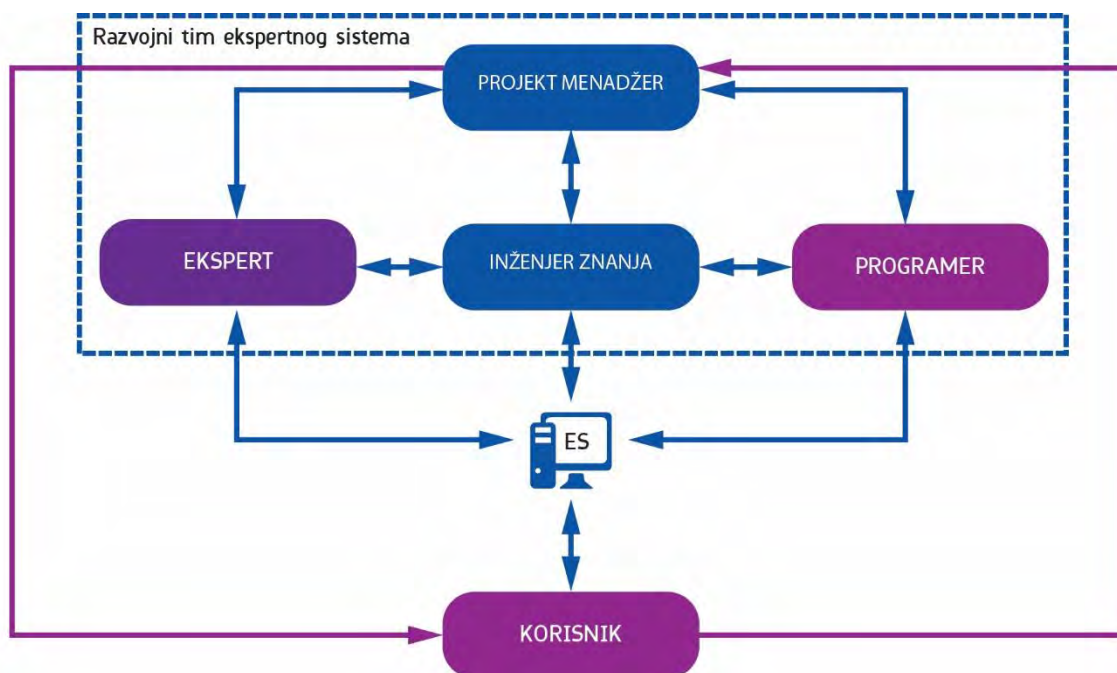 Razvojni tim ekspertnog sistema
PROJEKT MENADŽER
EKSPERT
INŽENJER ZNANJA
PROGRAMER
ES
KORISNIK